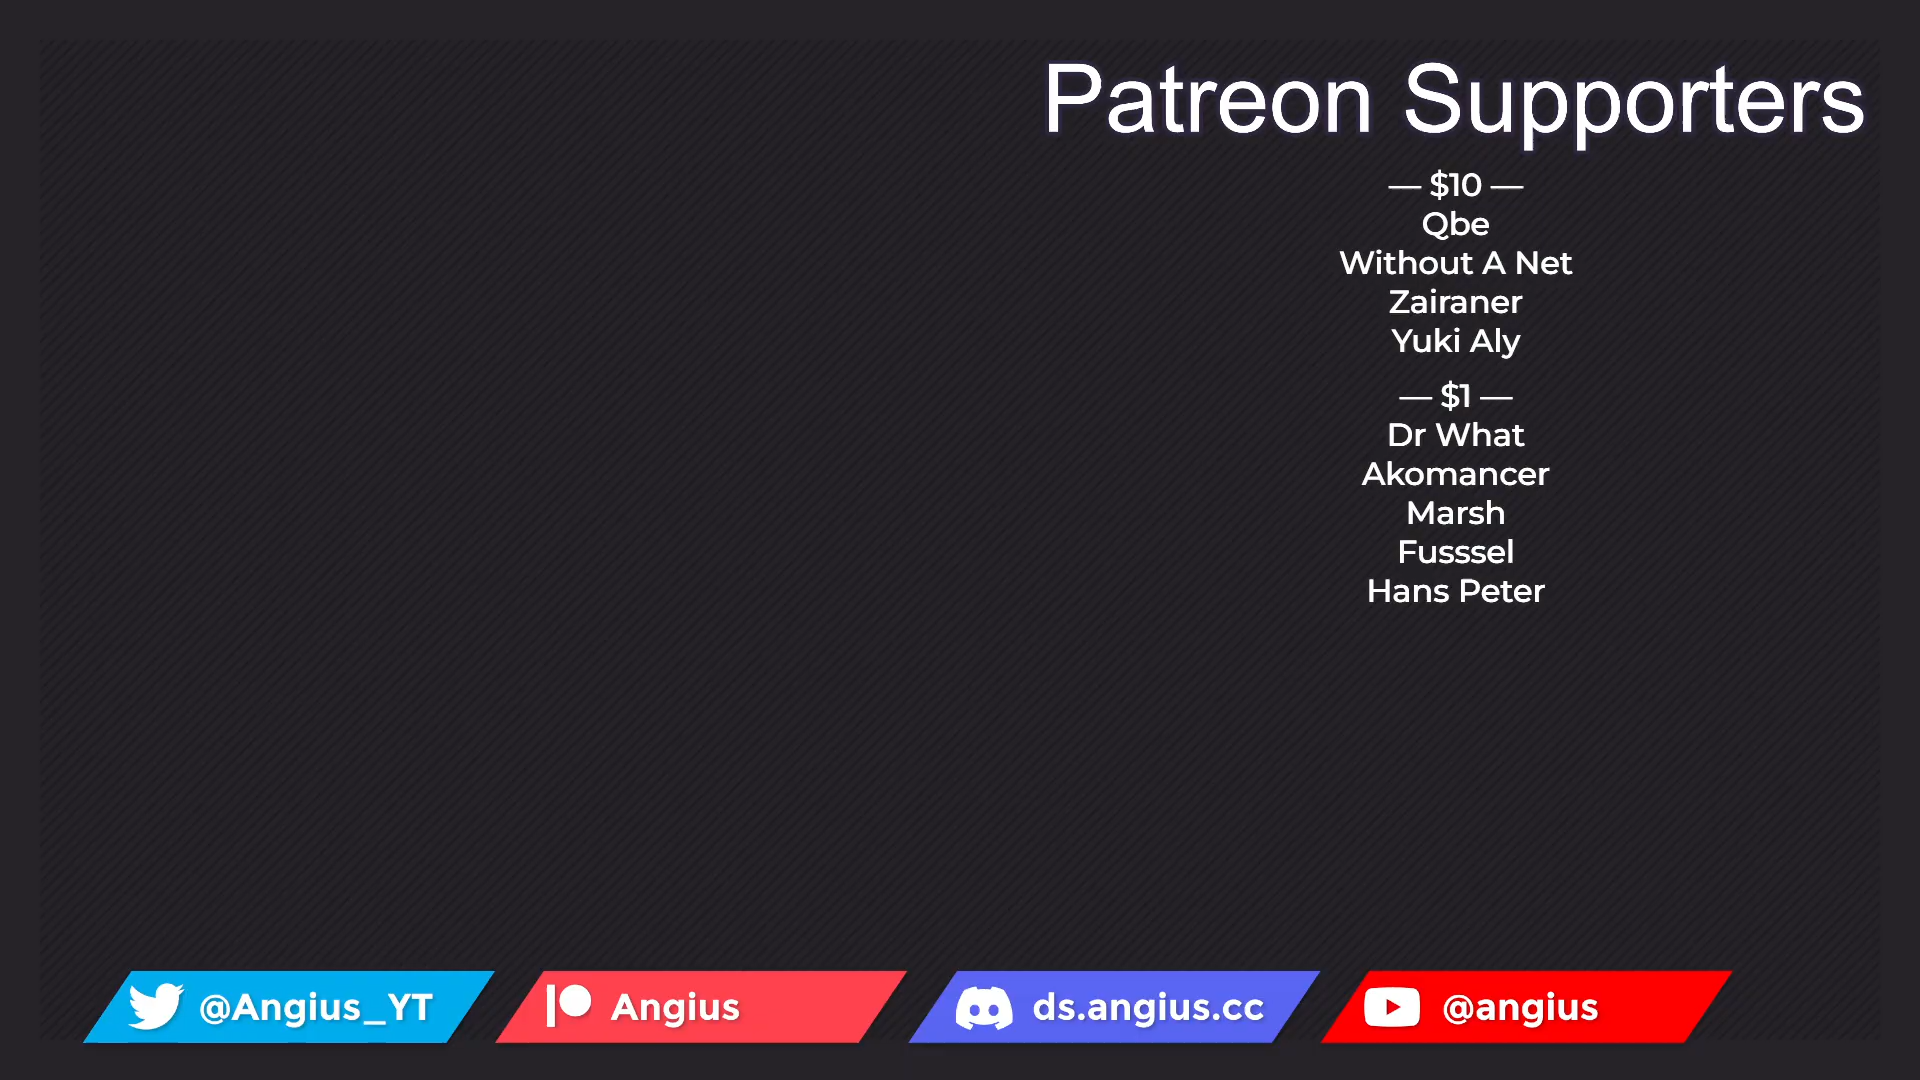 Patreon Supporters
— $10 —
Qbe
Without A Net
Zairaner
Yuki Aly
— $1 —
Dr What
Akomancer
Marsh
Fusssel
Hans Peter
@Angius_YT
Angius
ds.angius.cc
@angius